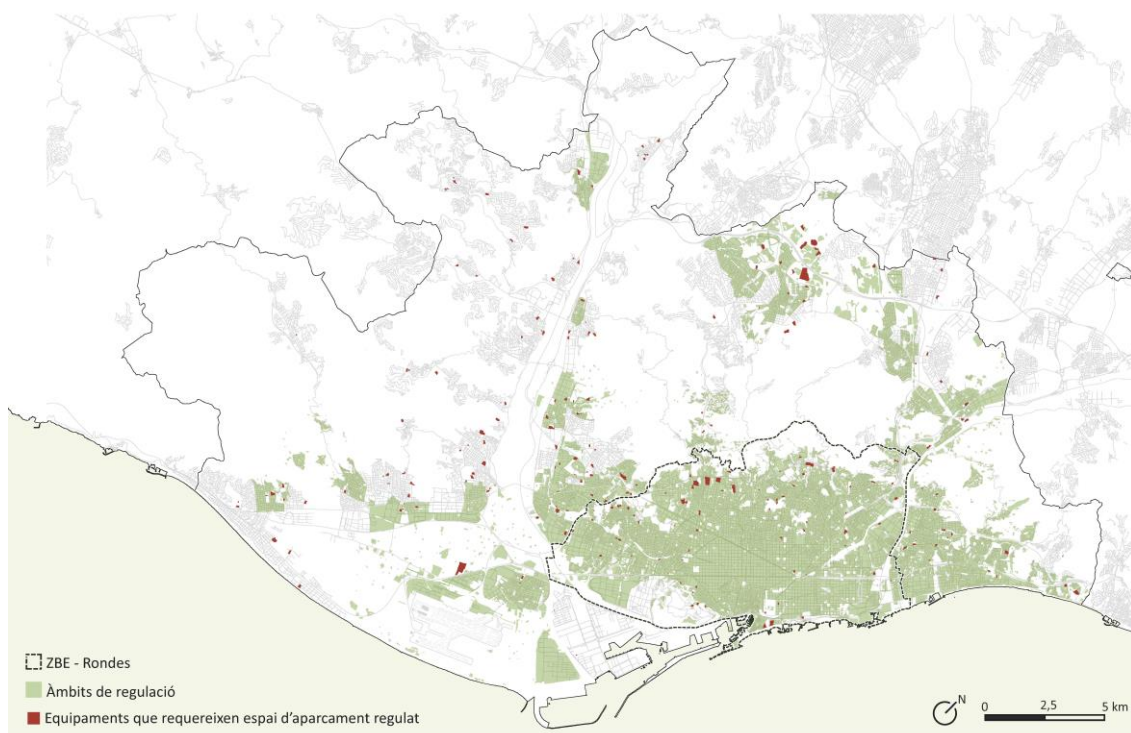 ZBE - Rondes
Àmbits de regulació
Equipaments que requereixen espai d'aparcament regulat
N
0 2,5 5 km